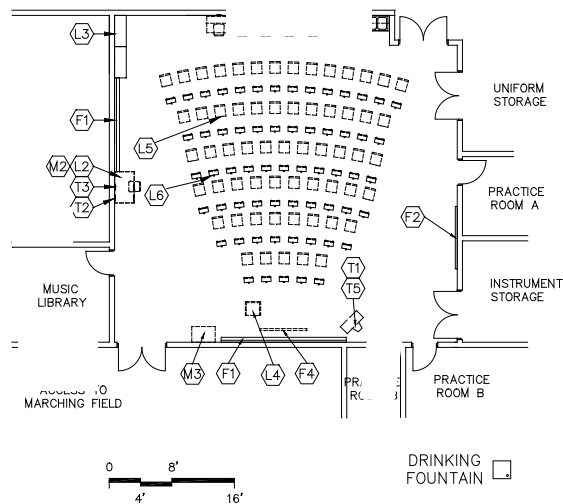 L3
UNIFORM
STORAGE
F1
L5
M2 L2
T3
T2
L6
PRACTICE
ROOM A
F2
T1
T5
MUSIC
LIBRARY
INSTRUMENT
STORAGE
M3
F1
L4
F4
PRACTICE
ROOM B
TO
MARCHING FIELD
DRINKING
FOUNTAIN
0 8'
4' 16'